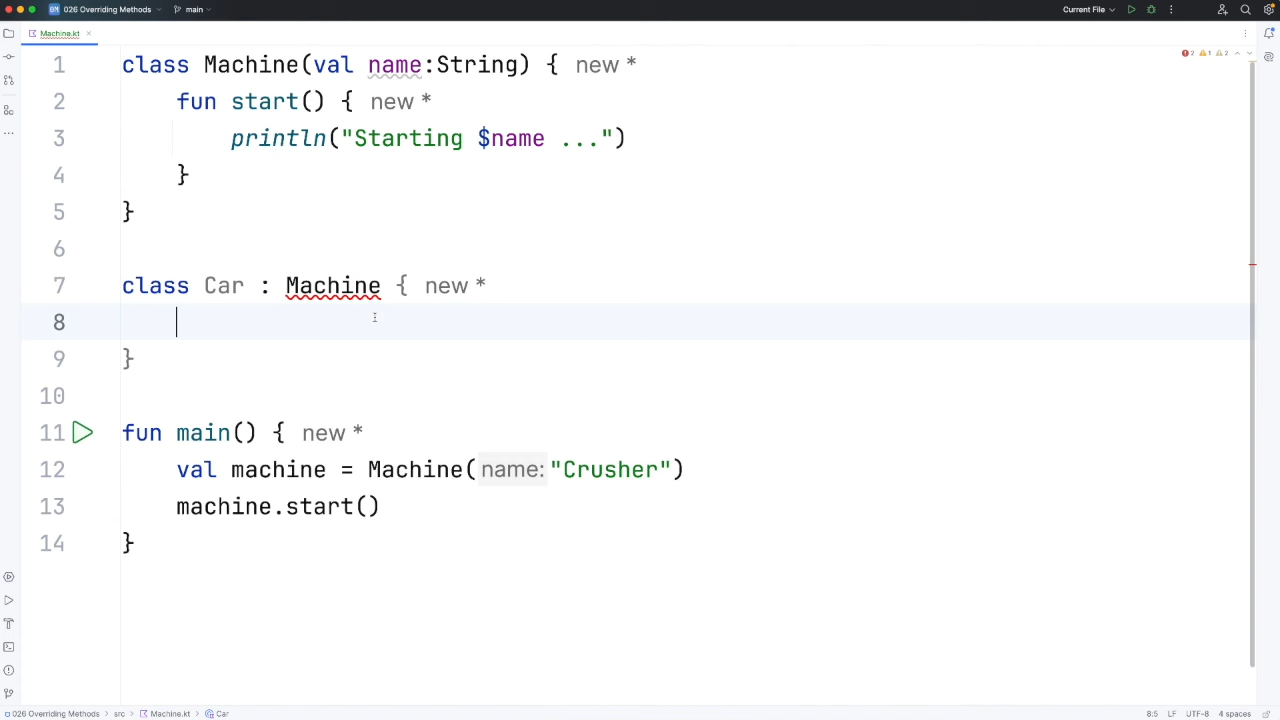 026 Overriding Methods main Current File
Machine.kt
1 class Machine(val name:String) { new *
2 fun start() { new *
3 println("Starting $name ...")
4 }
5 }
6
7 class Car : Machine { new *
8
9 }
10
11 fun main() { new *
12 val machine = Machine(name:"Crusher")
13 machine.start()
14 }
2 1 2
026 Overriding Methods > src > Machine.kt > Car 8:5 LF UTF-8 4 spaces